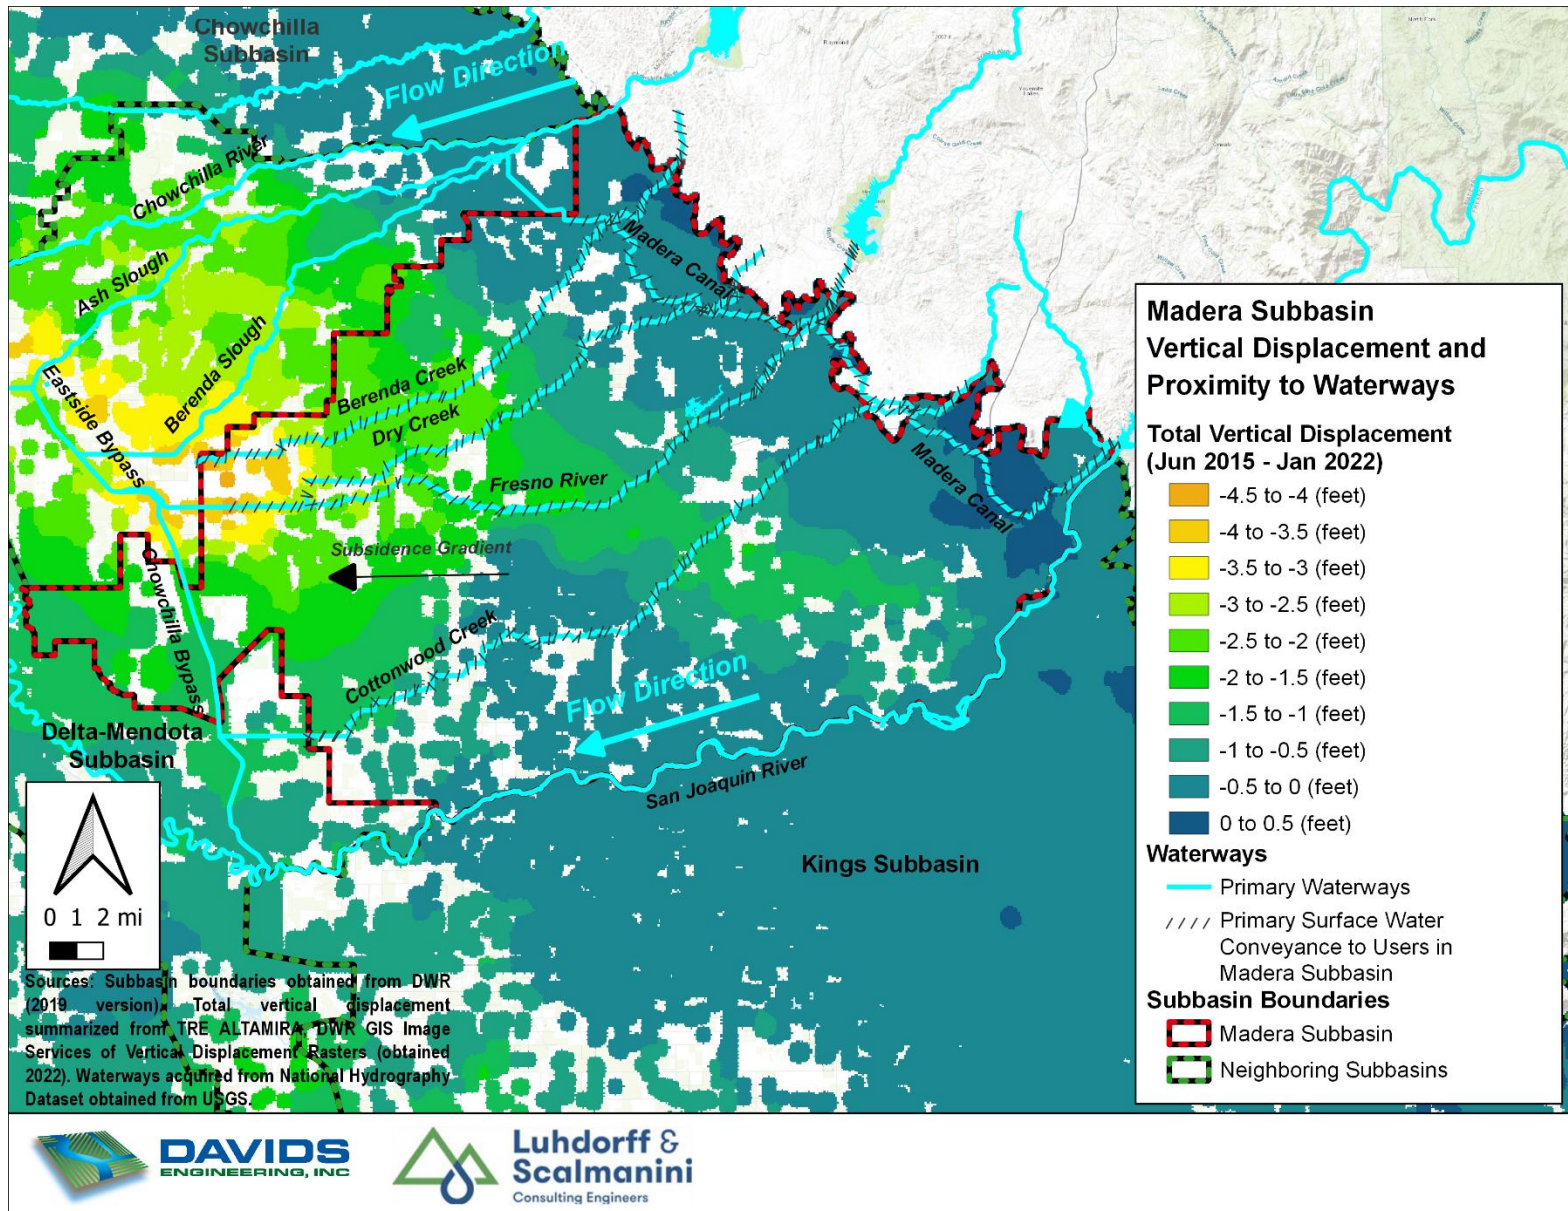 Chowchilla
Subbasin
Flow Direction
Chowchilla River
Ash Slough
Berenda Slough
Eastside Bypass
Madera Canal
Berenda Creek
Dry Creek
Fresno River
Madera Canal
Subsidence Gradient
Chowchilla Bypass
Cottonwood Creek
Flow Direction
San Joaquin River
Delta-Mendota
Subbasin
Kings Subbasin
0 1 2 mi
Sources: Subbasin boundaries obtained from DWR
(2019 version). Total vertical displacement
summarized from TRE ALTAMIRA, DWR GIS Image
Services of Vertical Displacement Rasters (obtained
2022). Waterways acquired from National Hydrography
Dataset obtained from USGS.
Madera Subbasin
Vertical Displacement and
Proximity to Waterways
Total Vertical Displacement
(Jun 2015 - Jan 2022)
-4.5 to -4 (feet)
-4 to -3.5 (feet)
-3.5 to -3 (feet)
-3 to -2.5 (feet)
-2.5 to -2 (feet)
-2 to -1.5 (feet)
-1.5 to -1 (feet)
-1 to -0.5 (feet)
-0.5 to 0 (feet)
0 to 0.5 (feet)
Waterways
Primary Waterways
Primary Surface Water
Conveyance to Users in
Madera Subbasin
Subbasin Boundaries
Madera Subbasin
Neighboring Subbasins
DAVIDS
ENGINEERING, INC
Luhdorff &
Scalmanini
Consulting Engineers